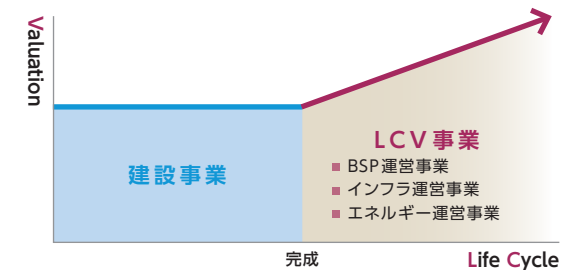 Valuation
建設事業
LCV事業
■ BSP運営事業
■ インフラ運営事業
■ エネルギー運営事業
完成
Life Cycle